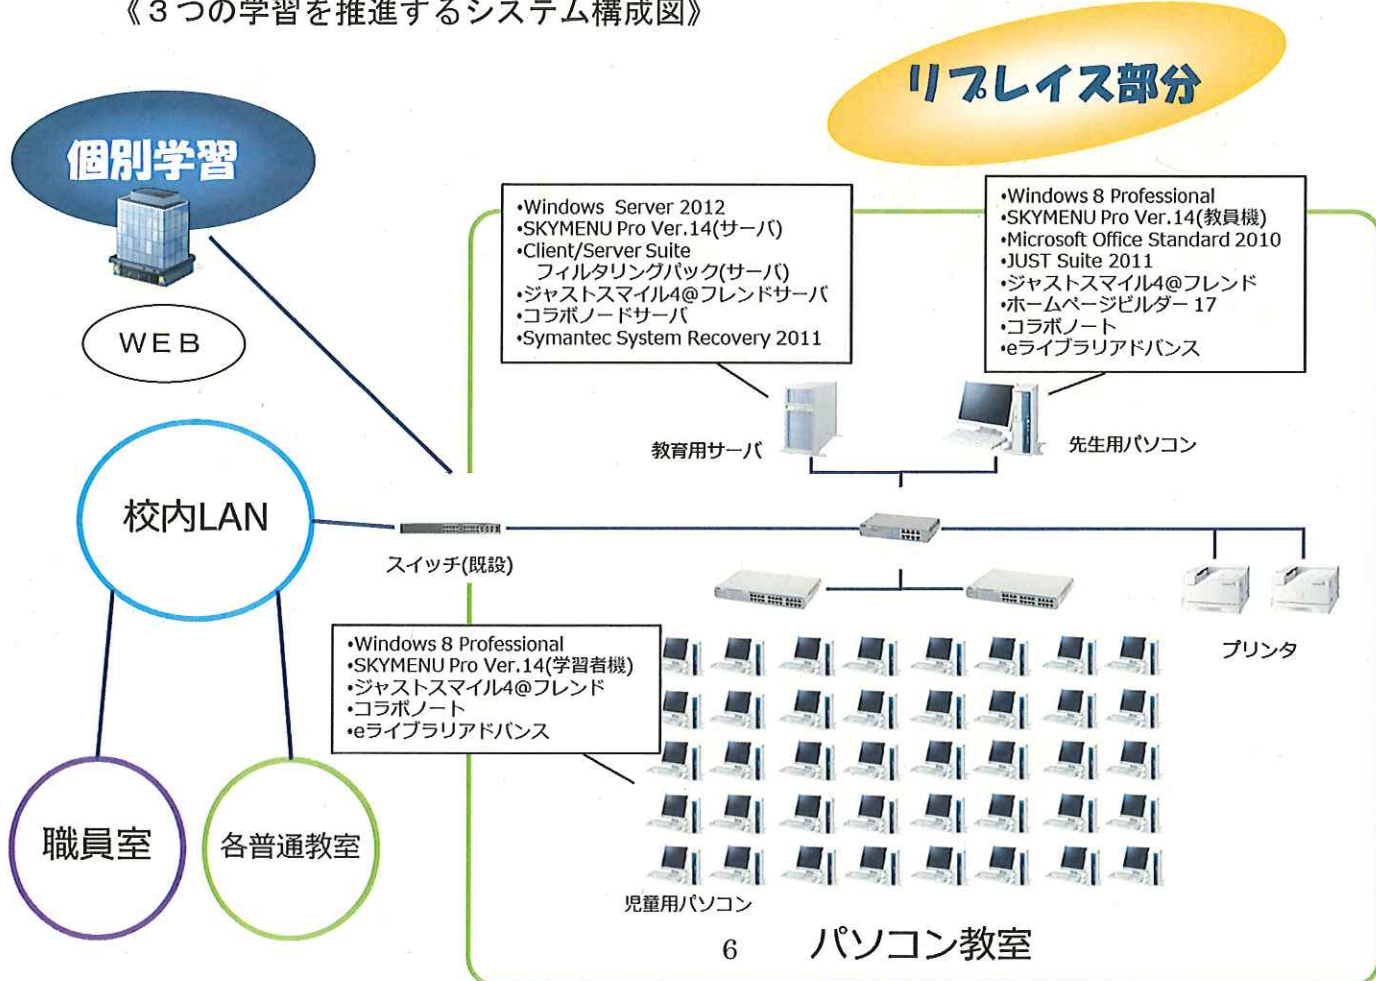 《３つの学習を推進するシステム構成図》
リプレイス部分
個別学習
WEB
•Windows Server 2012
•SKYMENU Pro Ver.14(サーバ)
•Client/Server Suite
フィルタリングパック(サーバ)
•ジャストスマイル4@フレンドサーバ
•コラボノードサーバ
•Symantec System Recovery 2011
•Windows 8 Professional
•SKYMENU Pro Ver.14(教員機)
•Microsoft Office Standard 2010
•JUST Suite 2011
•ジャストスマイル4@フレンド
•ホームページビルダー 17
•コラボノート
•eライブラリアドバンス
教育用サーバ
先生用パソコン
校内LAN
スイッチ(既設)
プリンタ
•Windows 8 Professional
•SKYMENU Pro Ver.14(学習者機)
•ジャストスマイル4@フレンド
•コラボノート
•eライブラリアドバンス
職員室
各普通教室
児童用パソコン
6
パソコン教室